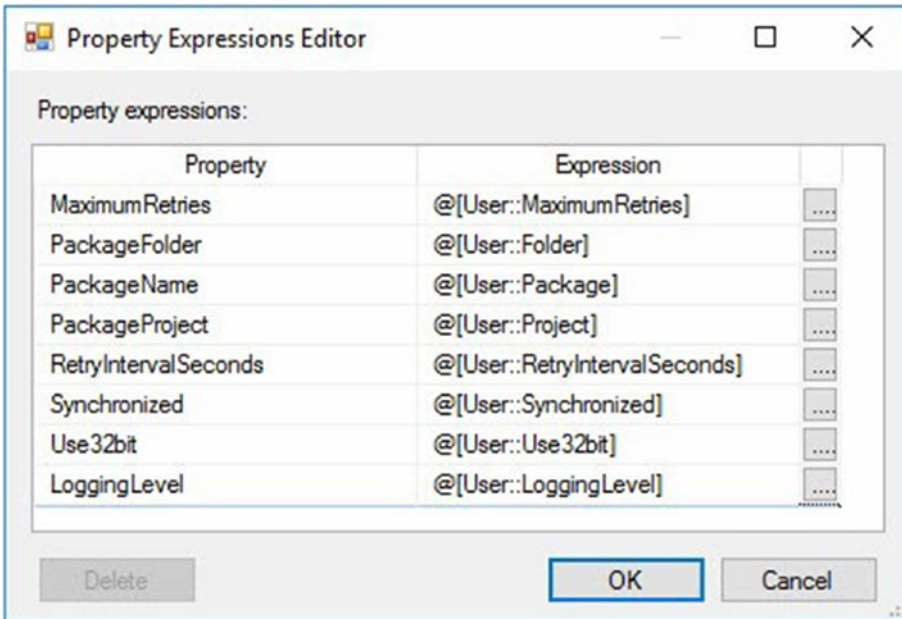 Property Expressions Editor
Property expressions:
Property Expression
MaximumRetries @[User::MaximumRetries] ....
PackageFolder @[User::Folder] ....
PackageName @[User::Package] ....
PackageProject @[User::Project] ....
RetryIntervalSeconds @[User::RetryIntervalSeconds] ....
Synchronized @[User::Synchronized] ....
Use32bit @[User::Use32bit] ....
LoggingLevel @[User::LoggingLevel] ....
Delete OK Cancel